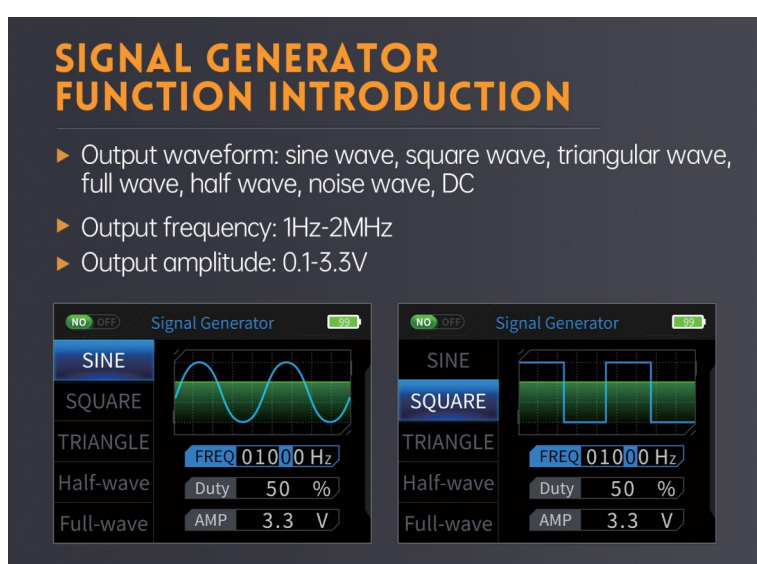 SIGNAL GENERATOR
FUNCTION INTRODUCTION
Output waveform: sine wave, square wave, triangular wave,
full wave, half wave, noise wave, DC
Output frequency: 1Hz-2MHz
Output amplitude: 0.1-3.3V
NO OFF Signal Generator 99
SINE
SQUARE
TRIANGLE
Half-wave
Full-wave
FREQ 01000 Hz
Duty 50 %
AMP 3.3 V
NO OFF Signal Generator 99
SINE
SQUARE
TRIANGLE
Half-wave
Full-wave
FREQ 01000 Hz
Duty 50 %
AMP 3.3 V